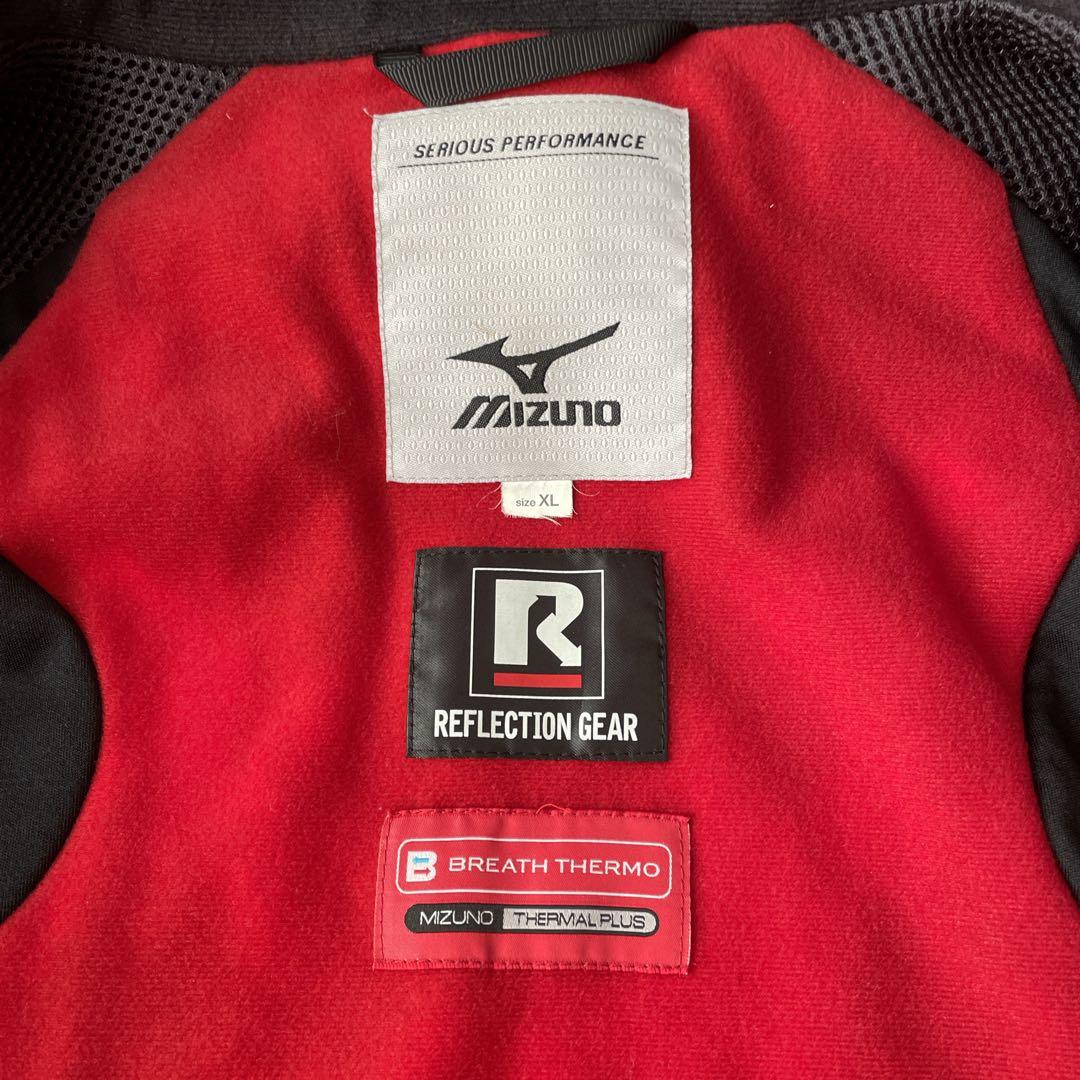 SERIOUS PERFORMANCE
MIZUNO
size XL
R
REFLECTION GEAR
B BREATH THERMO
MIZUNO THERMAL PLUS